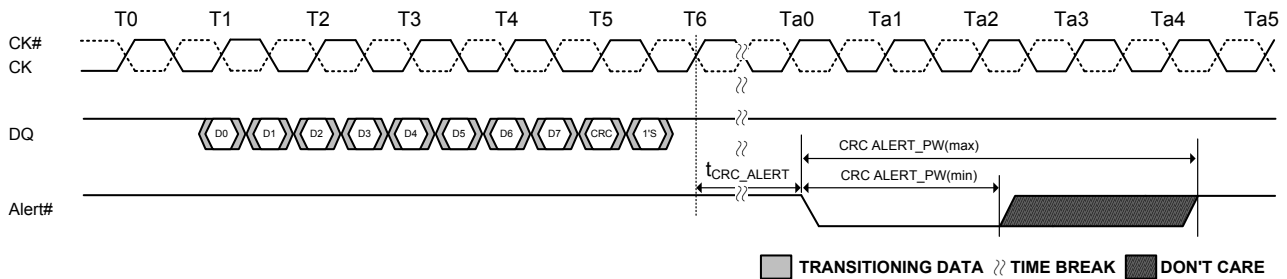 T0 T1 T2 T3 T4 T5 T6 Ta0 Ta1 Ta2 Ta3 Ta4 Ta5
CK#
CK
DQ D0 D1 D2 D3 D4 D5 D6 D7 CRC 1'S
CRC ALERT_PW(max)
tCRC_ALERT CRC ALERT_PW(min)
Alert#
TRANSITIONING DATA TIME BREAK DON'T CARE